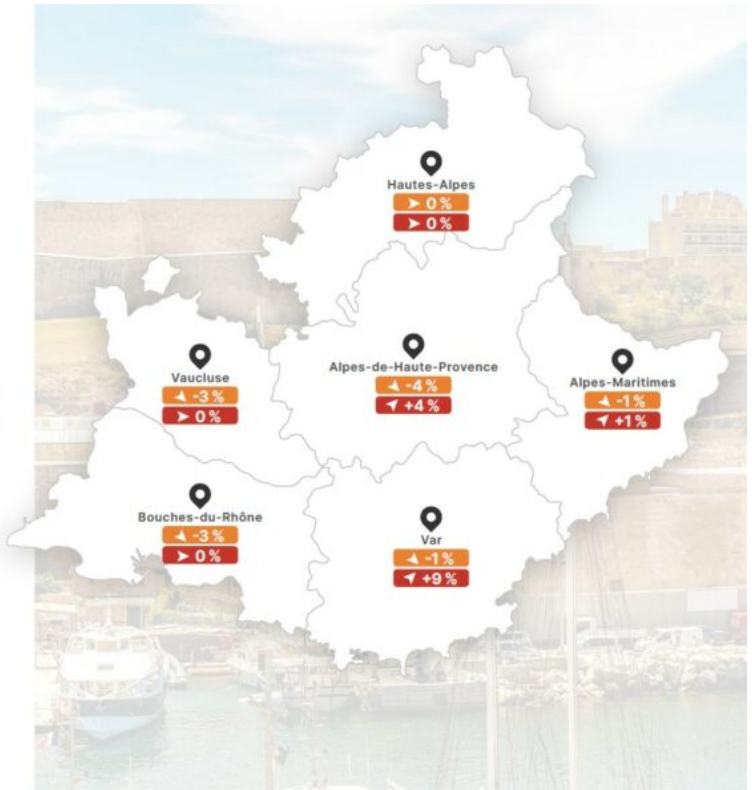 Hautes-Alpes
0 %
0 %
Alpes-de-Haute-Provence
-4 %
+4 %
Vaucluse
-3 %
0 %
Alpes-Maritimes
-1 %
+1 %
Bouches-du-Rhône
-3 %
0 %
Var
-1 %
+9 %